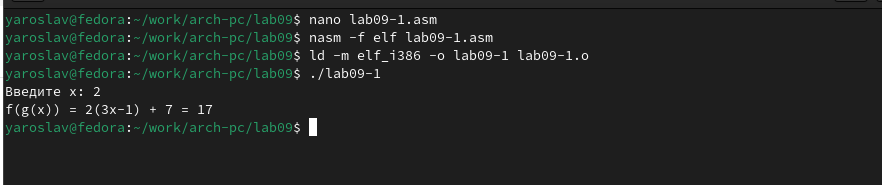 yaroslav@fedora:~/work/arch-pc/lab09$ nano lab09-1.asm
yaroslav@fedora:~/work/arch-pc/lab09$ nasm -f elf lab09-1.asm
yaroslav@fedora:~/work/arch-pc/lab09$ ld -m elf_i386 -o lab09-1 lab09-1.o
yaroslav@fedora:~/work/arch-pc/lab09$ ./lab09-1
Введите x: 2
f(g(x)) = 2(3x-1) + 7 = 17
yaroslav@fedora:~/work/arch-pc/lab09$